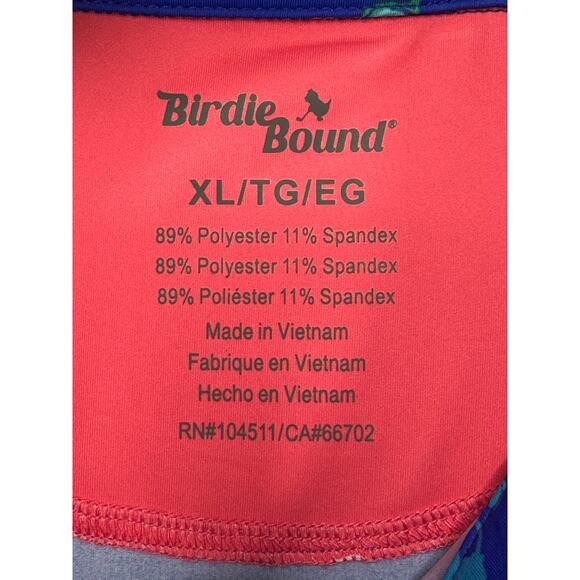 Birdie
Bound®
XL/TG/EG
89% Polyester 11% Spandex
89% Polyester 11% Spandex
89% Poliéster 11% Spandex
Made in Vietnam
Fabrique en Vietnam
Hecho en Vietnam
RN#104511/CA#66702